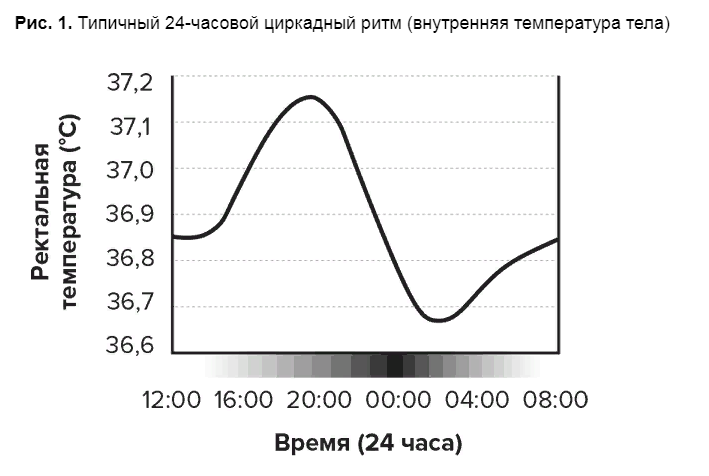 Рис. 1. Типичный 24-часовой циркадный ритм (внутренняя температура тела)
Ректальная
температура (°C)
37,2
37,1
37,0
36,9
36,8
36,7
36,6
12:00 16:00 20:00 00:00 04:00 08:00
Время (24 часа)